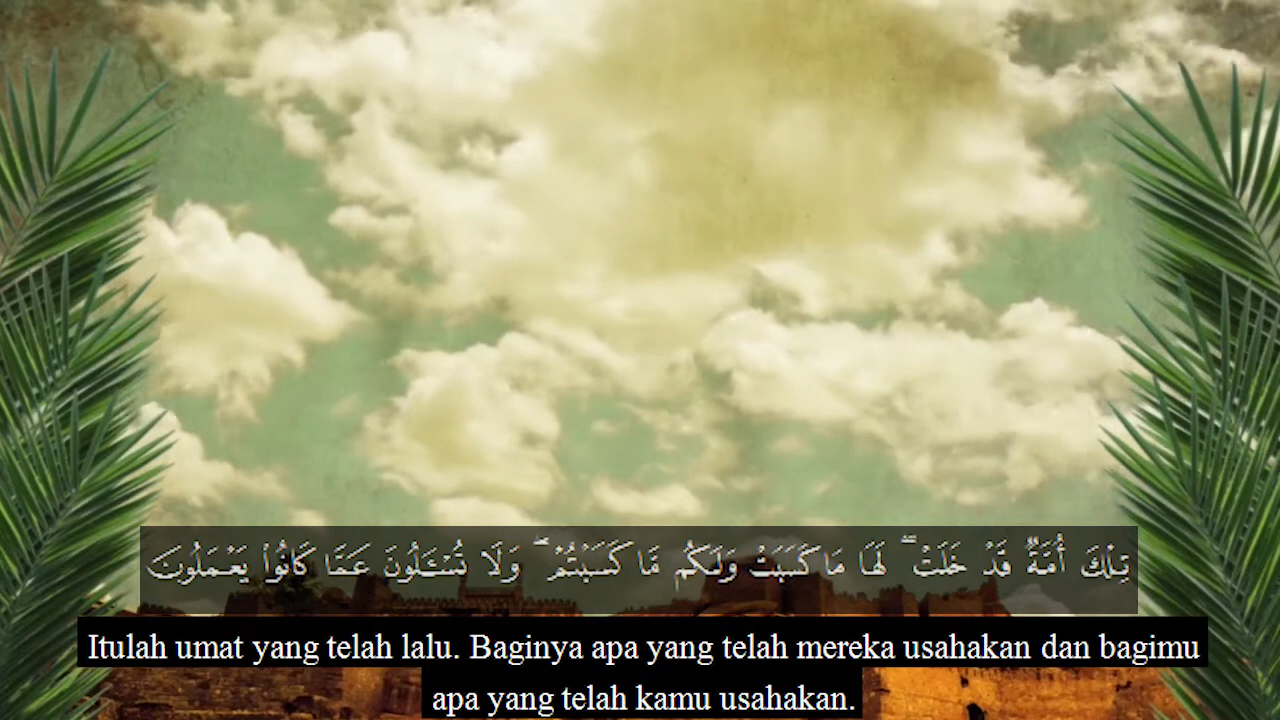 تِلْكَ أُمَّةٌ قَدْ خَلَتْ ۖ لَهَا مَا كَسَبَتْ وَلَكُم مَّا كَسَبْتُمْ ۖ وَلَا تُسْـَٔلُونَ عَمَّا كَانُوا۟ يَعْمَلُونَ
Itulah umat yang telah lalu. Baginya apa yang telah mereka usahakan dan bagimu
apa yang telah kamu usahakan.